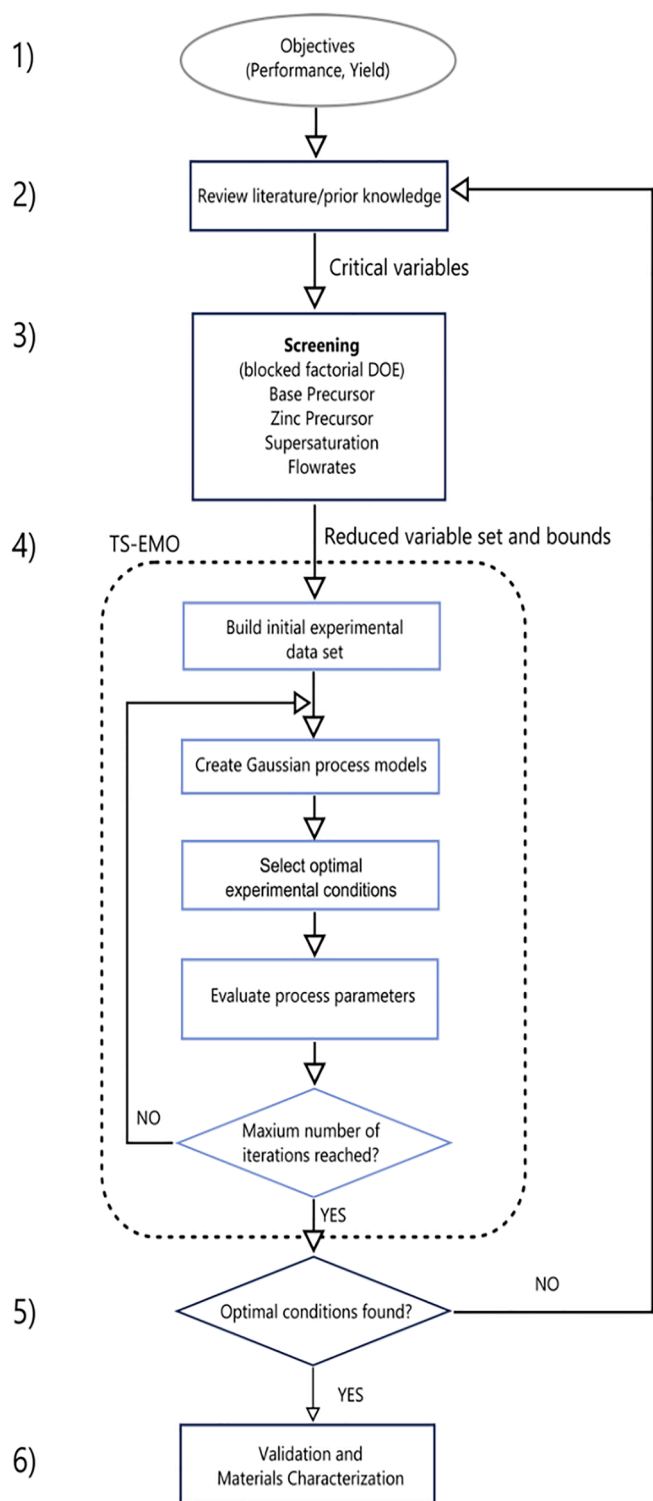 1)
Objectives
(Performance, Yield)
2)
Review literature/prior knowledge
Critical variables
3)
Screening
(blocked factorial DOE)
Base Precursor
Zinc Precursor
Supersaturation
Flowrates
Reduced variable set and bounds
4)
TS-EMO
Build initial experimental
data set
Create Gaussian process models
Select optimal
experimental conditions
Evaluate process parameters
NO
Maxium number of
iterations reached?
YES
5)
Optimal conditions found?
NO
YES
6)
Validation and
Materials Characterization